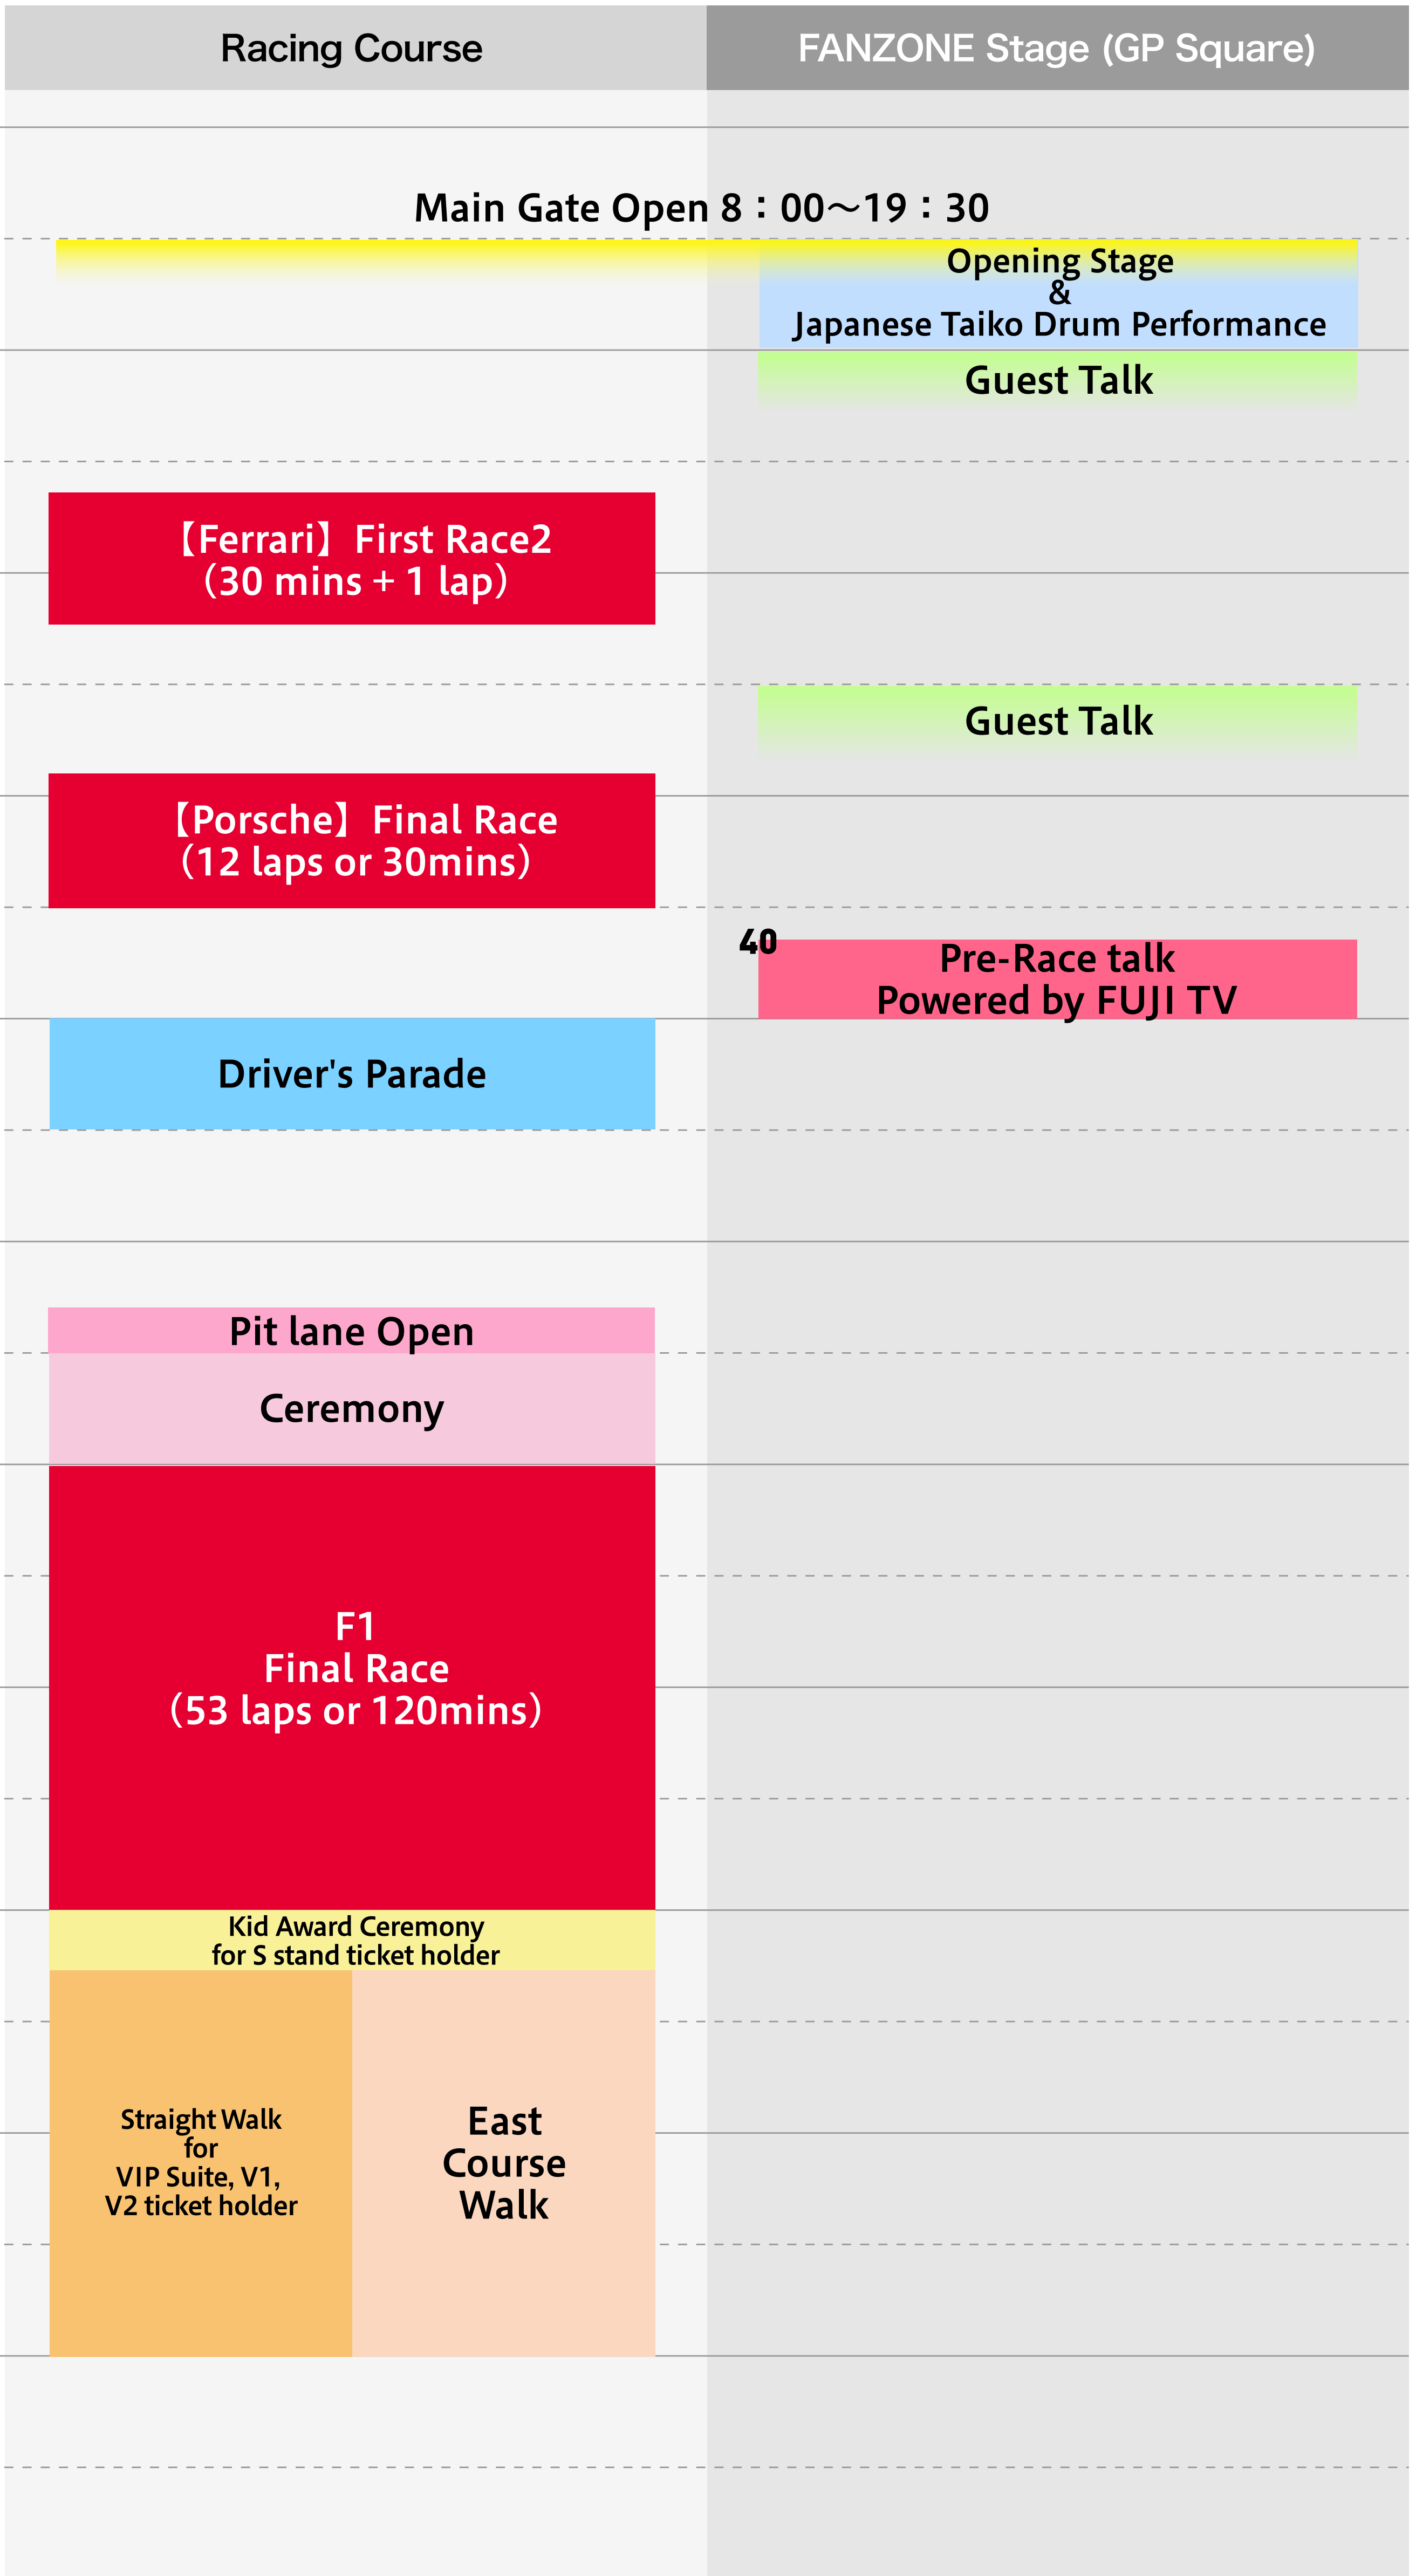 Racing Course
FANZONE Stage (GP Square)
Main Gate Open 8：00～19：30
Opening Stage
&
Japanese Taiko Drum Performance
Guest Talk
【Ferrari】First Race2
（30 mins + 1 lap）
Guest Talk
【Porsche】Final Race
（12 laps or 30mins）
40
Pre-Race talk
Powered by FUJI TV
Driver's Parade
Pit lane Open
Ceremony
F1
Final Race
（53 laps or 120mins）
Kid Award Ceremony
for S stand ticket holder
Straight Walk
for
VIP Suite, V1,
V2 ticket holder
East
Course
Walk